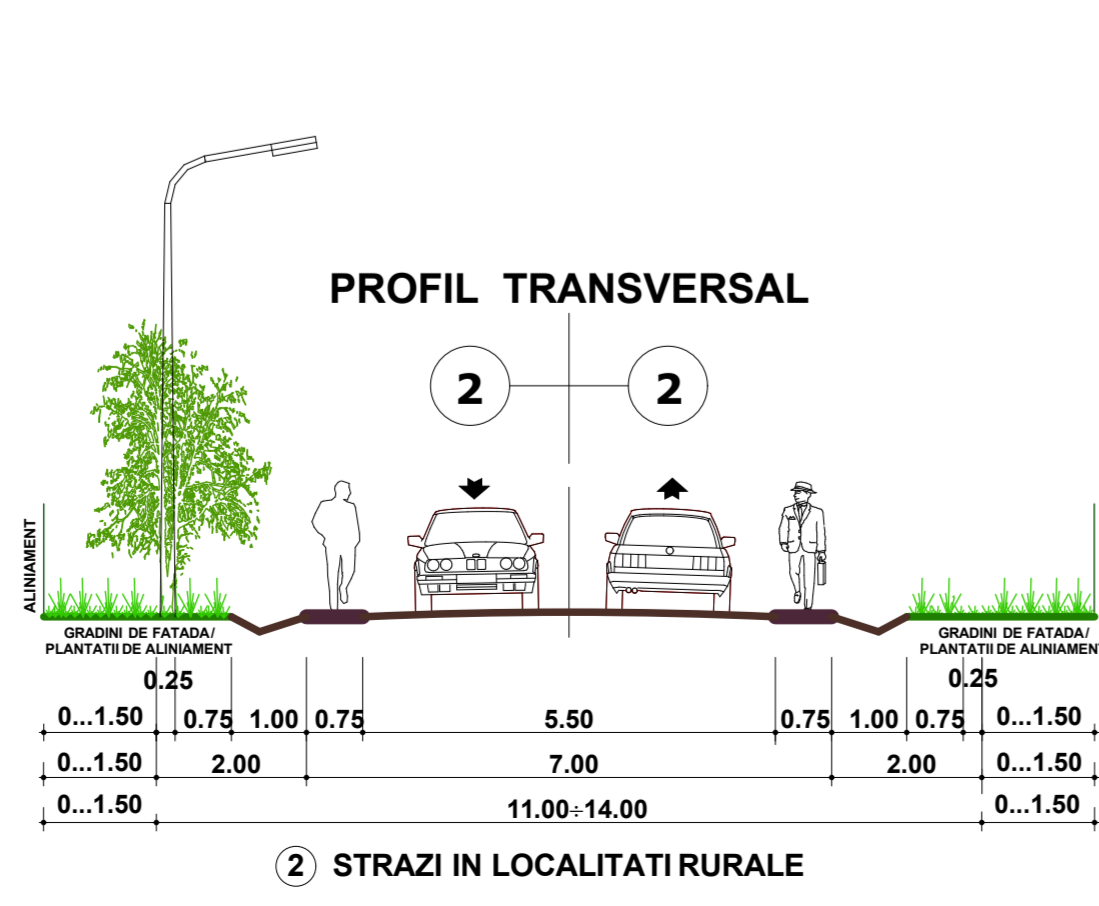 PROFIL TRANSVERSAL
2 2
ALINIAMENT
GRADINI DE FATADA/ GRADINI DE FATADA/
PLANTATII DE ALINIAMENT PLANTATII DE ALINIAMEN
0.25 0.25
0...1.50 0.75 1.00 0.75 5.50 0.75 1.00 0.75 0...1.50
0...1.50 2.00 7.00 2.00 0...1.50
0...1.50 11.00÷14.00 0...1.50
2 STRAZI IN LOCALITATI RURALE